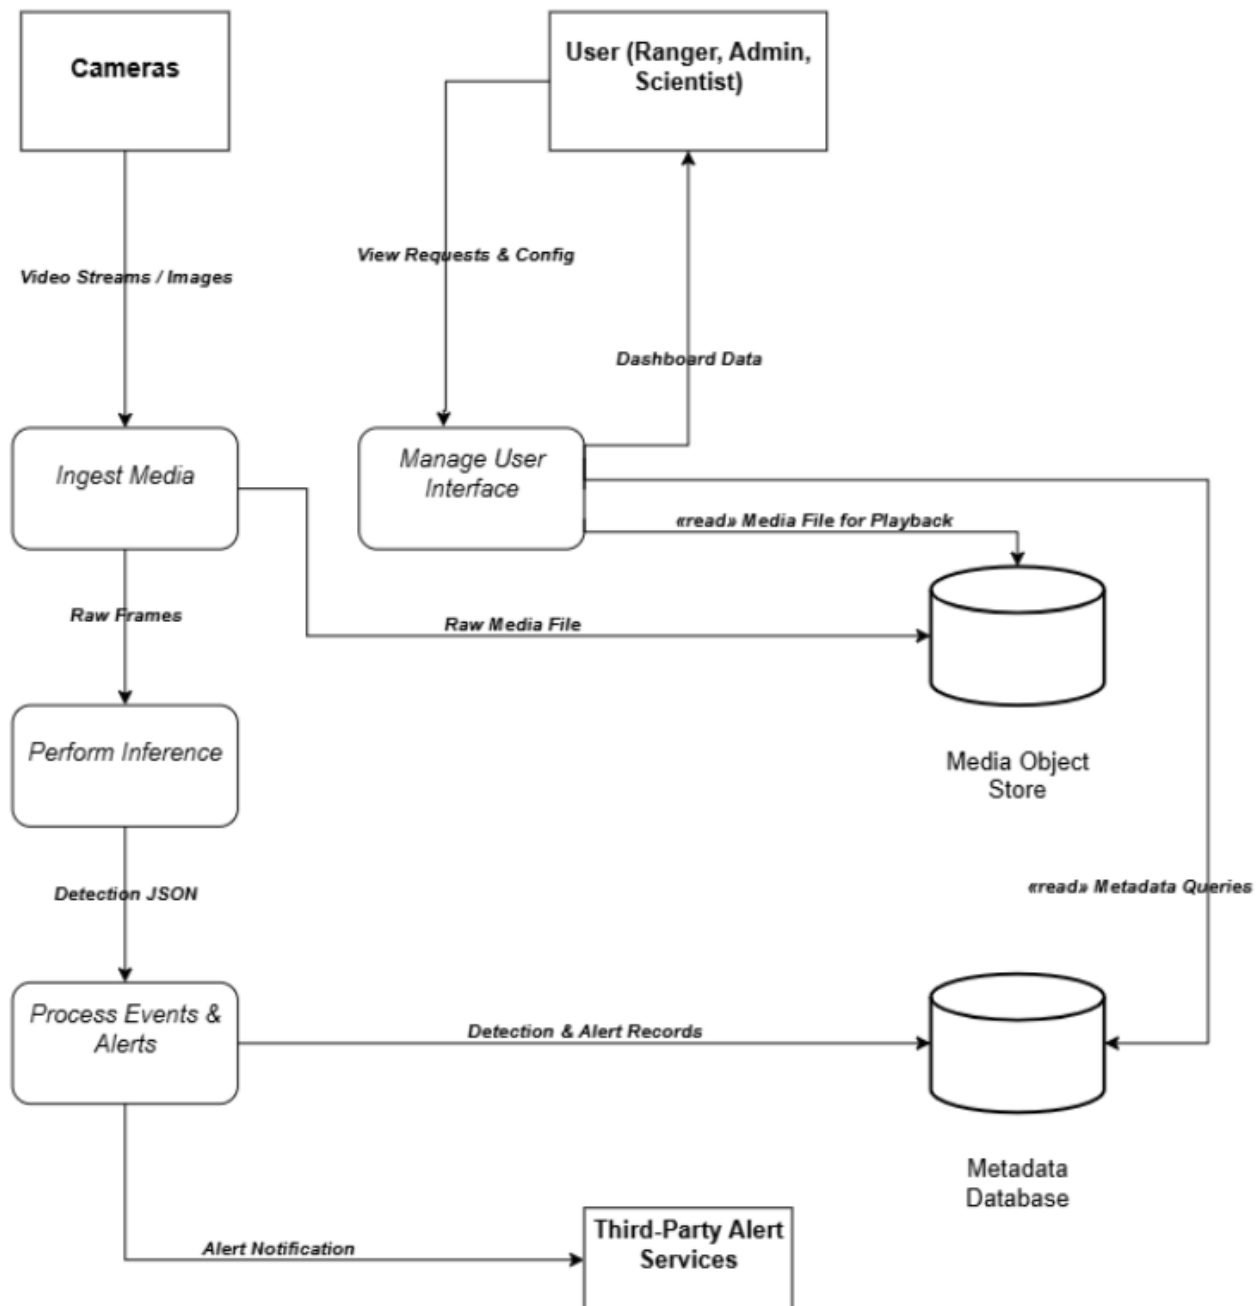 Cameras
User (Ranger, Admin,
Scientist)
View Requests & Config
Video Streams / Images
Dashboard Data
Ingest Media
Manage User
Interface
«read» Media File for Playback
Raw Frames
Raw Media File
Perform Inference
Media Object
Store
Detection JSON
«read» Metadata Queries
Process Events &
Alerts
Detection & Alert Records
Metadata
Database
Alert Notification
Third-Party Alert
Services